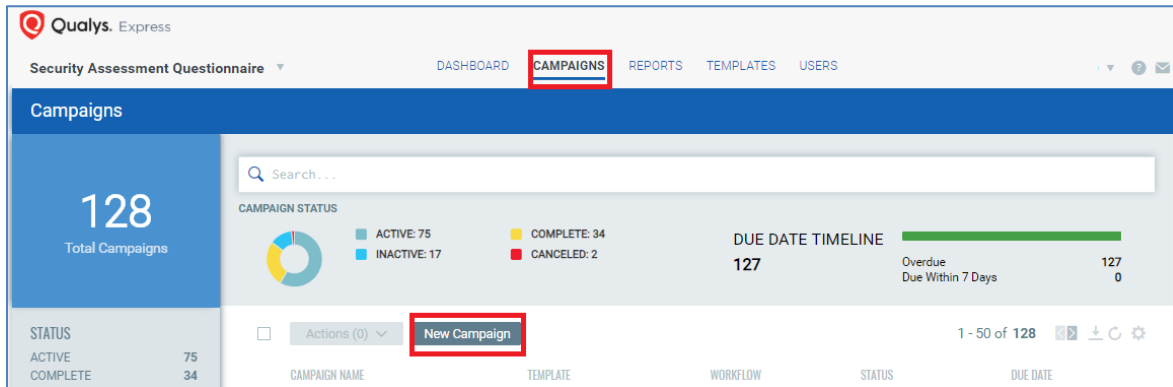 Qualys. Express
Security Assessment Questionnaire
DASHBOARD CAMPAIGNS REPORTS TEMPLATES USERS
Campaigns
128
Total Campaigns
Search...
CAMPAIGN STATUS
ACTIVE: 75 COMPLETE: 34
INACTIVE: 17 CANCELED: 2
DUE DATE TIMELINE
127
Overdue 127
Due Within 7 Days 0
STATUS
ACTIVE 75
COMPLETE 34
Actions (0) New Campaign 1 - 50 of 128
CAMPAIGN NAME TEMPLATE WORKFLOW STATUS DUE DATE